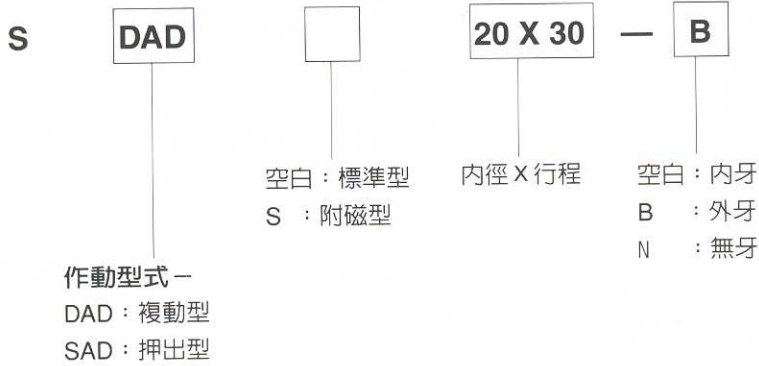 S DAD 20 X 30 — B
空白：標準型
S ：附磁型
內徑 X 行程
空白：內牙
B ：外牙
N ：無牙
作動型式－
DAD：複動型
SAD：押出型